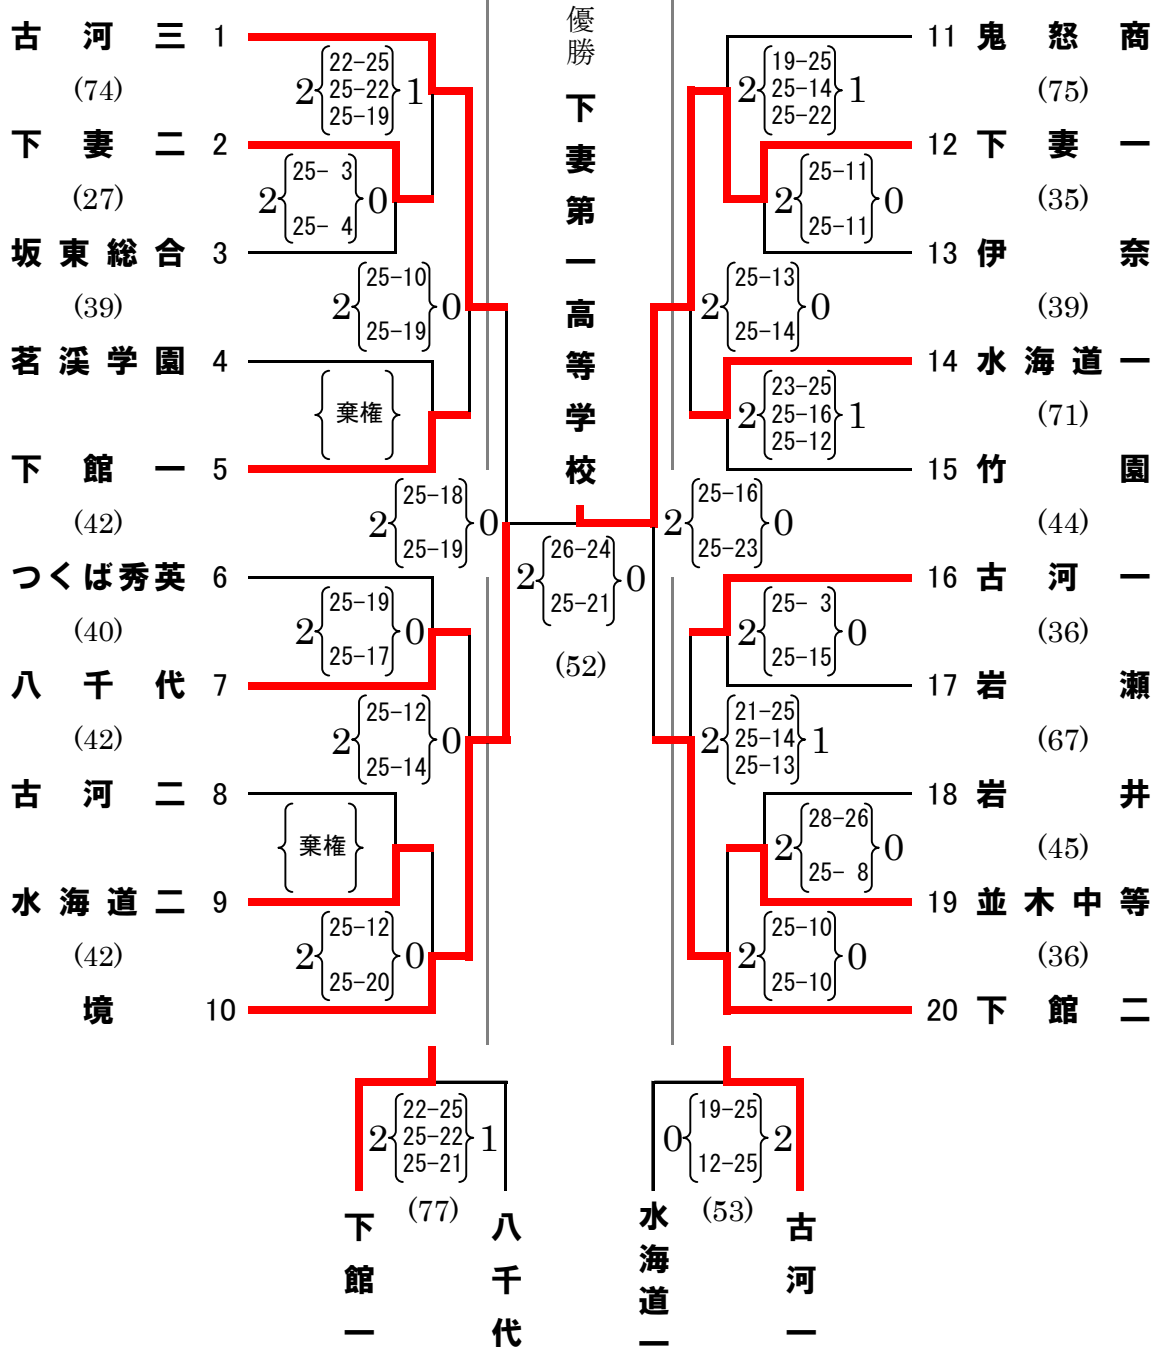 優勝
下妻第一高等学校
古河三 1
2 22-25 1
25-22
25-19
(74)
下妻二 2
2 25- 3 0
25- 4
(27)
坂東総合 3
2 25-10 0
25-19
(39)
茗渓学園 4
棄権
下館一 5
2 25-18 0
25-19
(42)
つくば秀英 6
2 25-19 0
25-17
(40)
八千代 7
2 25-12 0
25-14
(42)
古河二 8
棄権
水海道二 9
2 25-12 0
25-20
(42)
境 10
2 26-24 0
25-21
(52)
11 鬼怒商
2 19-25 1
25-14
25-22
(75)
12 下妻一
2 25-11 0
25-11
(35)
13 伊奈
2 25-13 0
25-14
(39)
14 水海道一
2 23-25 1
25-16
25-12
(71)
15 竹園
2 25-16 0
25-23
(44)
16 古河一
2 25- 3 0
25-15
(36)
17 岩瀬
2 21-25 1
25-14
25-13
(67)
18 岩井
2 28-26 0
25- 8
(45)
19 並木中等
2 25-10 0
25-10
(36)
20 下館二
2 22-25 1
25-22
25-21
(77)
下館一
八千代
0 19-25 2
12-25
(53)
水海道一
古河一